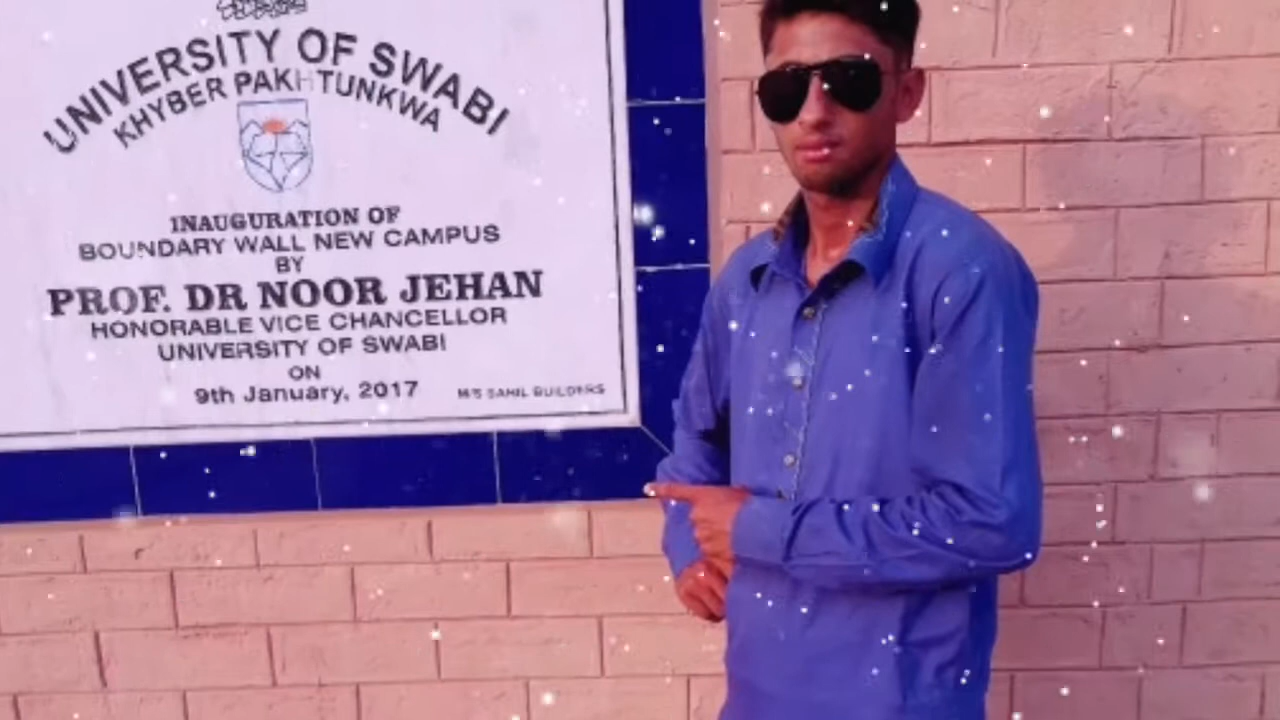 UNIVERSITY OF SWABI
KHYBER PAKHTUNKWA
INAUGURATION OF
BOUNDARY WALL NEW CAMPUS
BY
PROF. DR NOOR JEHAN
HONORABLE VICE CHANCELLOR
UNIVERSITY OF SWABI
ON
9th January, 2017
M/S SAHIL BUILDERS